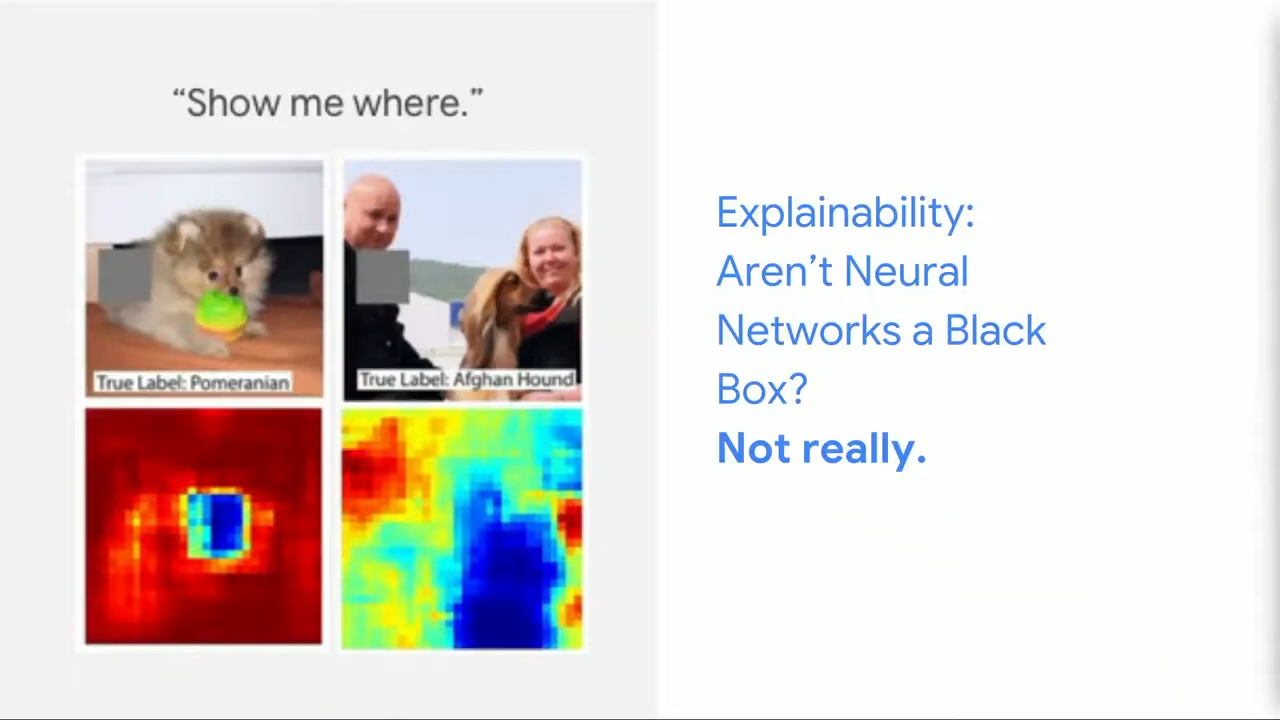 “Show me where.”
True Label: Pomeranian
True Label: Afghan Hound
Explainability:
Aren’t Neural
Networks a Black
Box?
Not really.